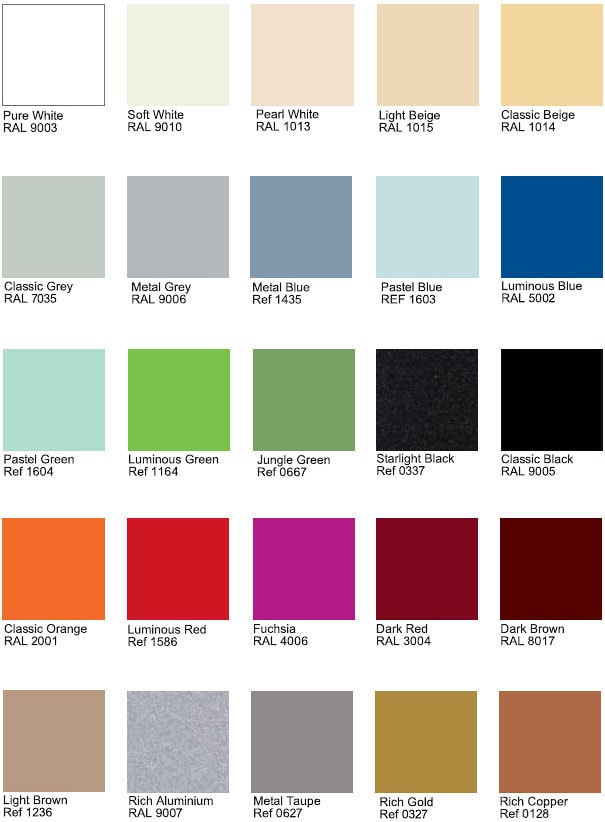 Pure White
RAL 9003
Soft White
RAL 9010
Pearl White
RAL 1013
Light Beige
RAL 1015
Classic Beige
RAL 1014
Classic Grey
RAL 7035
Metal Grey
RAL 9006
Metal Blue
Ref 1435
Pastel Blue
REF 1603
Luminous Blue
RAL 5002
Pastel Green
Ref 1604
Luminous Green
Ref 1164
Jungle Green
Ref 0667
Starlight Black
Ref 0337
Classic Black
RAL 9005
Classic Orange
RAL 2001
Luminous Red
Ref 1586
Fuchsia
RAL 4006
Dark Red
RAL 3004
Dark Brown
RAL 8017
Light Brown
Ref 1236
Rich Aluminium
RAL 9007
Metal Taupe
Ref 0627
Rich Gold
Ref 0327
Rich Copper
Ref 0128